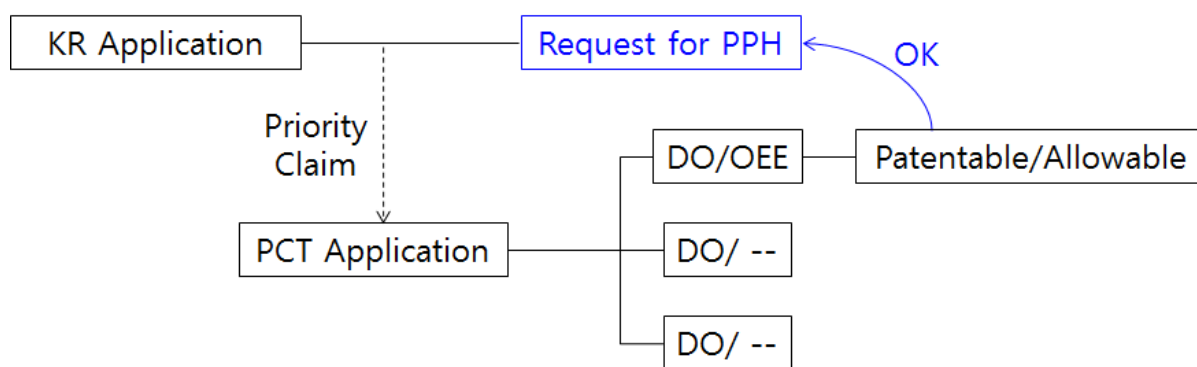 KR Application
Request for PPH
OK
Priority
Claim
DO/OEE
Patentable/Allowable
PCT Application
DO/ --
DO/ --